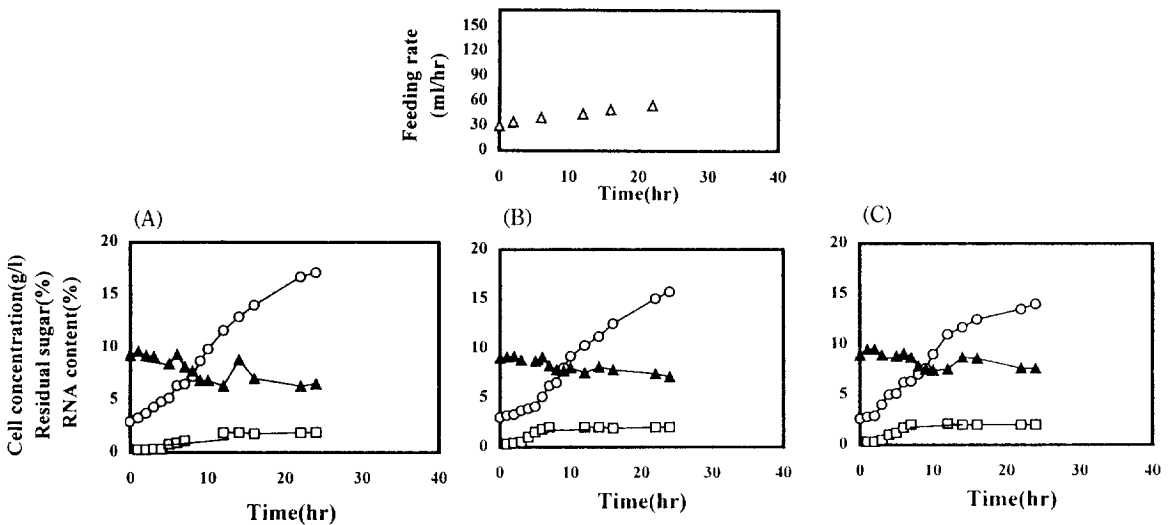 Feeding rate
(ml/hr)
150
120
90
60
30
0
0 10 20 30 40
Time(hr)
(A) (B) (C)
Cell concentration(g/l)
Residual sugar(%)
RNA content(%)
20
15
10
5
0
0 10 20 30 40
Time(hr)
20
15
10
5
0
0 10 20 30 40
Time(hr)
20
15
10
5
0
0 10 20 30 40
Time(hr)